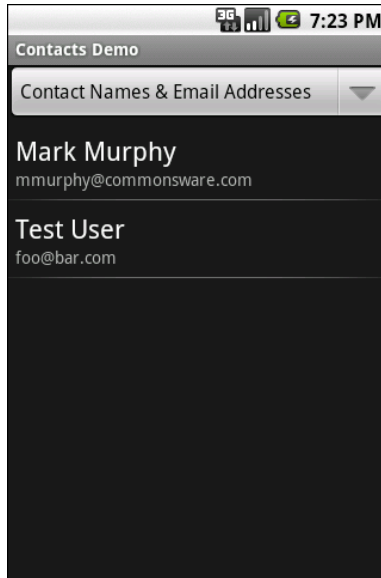 3G 7:23 PM
Contacts Demo
Contact Names & Email Addresses
Mark Murphy
mmurphy@commonsware.com
Test User
foo@bar.com